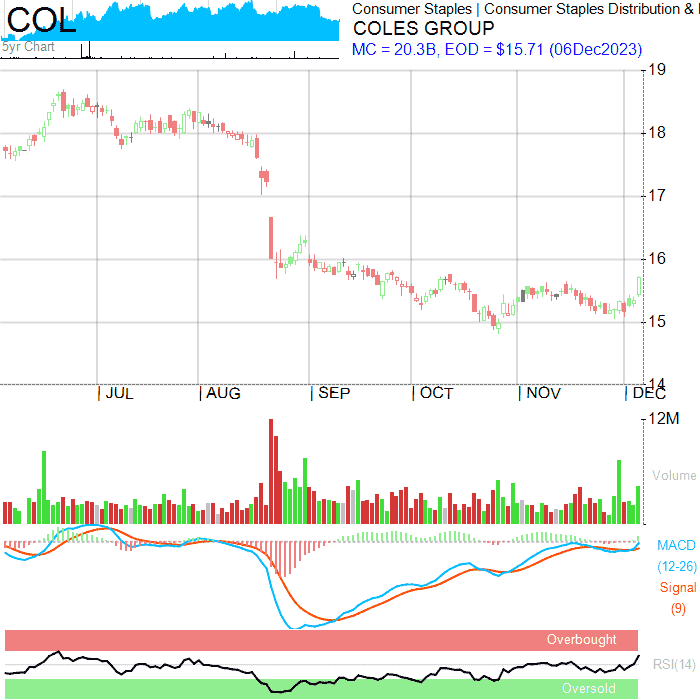 COL
5yr Chart
Consumer Staples | Consumer Staples Distribution &
COLES GROUP
MC = 20.3B, EOD = $15.71 (06Dec2023)
19
18
17
16
15
14
| JUL | AUG | SEP | OCT | NOV | DEC
12M
Volume
MACD
(12-26)
Signal
(9)
Overbought
RSI(14)
Oversold